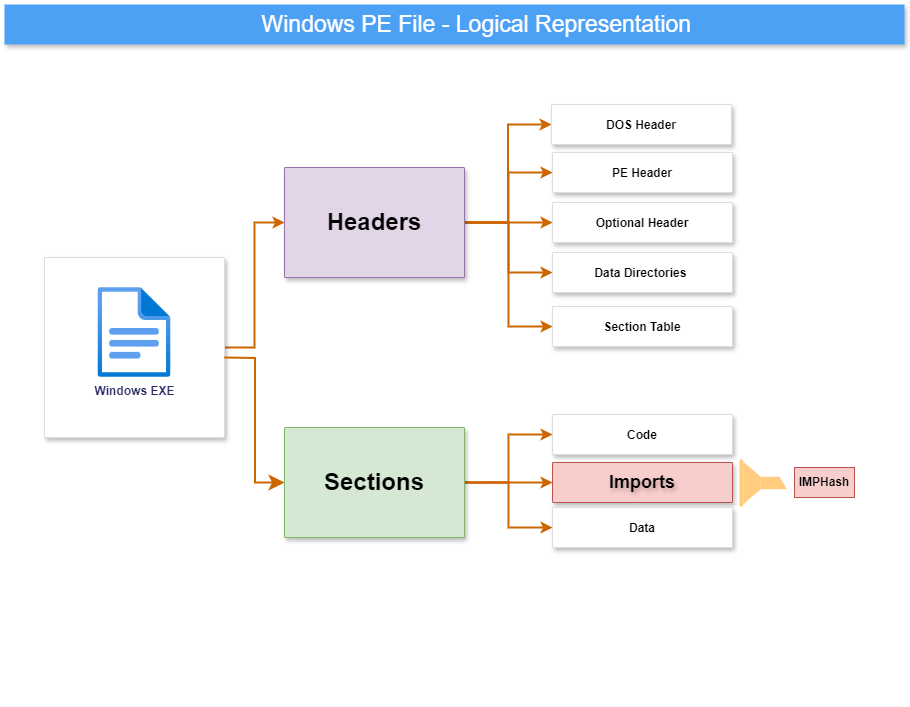 Windows PE File - Logical Representation
DOS Header
PE Header
Headers
Optional Header
Data Directories
Section Table
Windows EXE
Code
Sections
Imports
IMPHash
Data